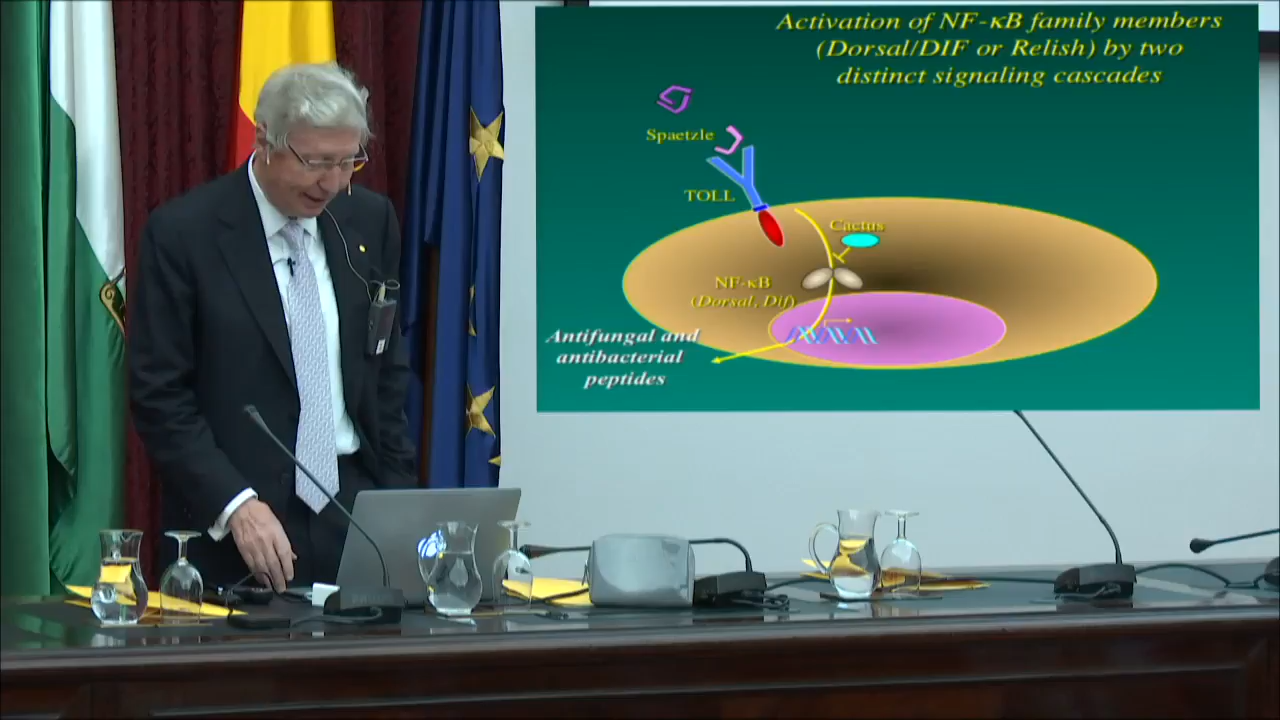 Activation of NF-κB family members
(Dorsal/DIF or Relish) by two
distinct signaling cascades
Spaetzle
TOLL
Cactus
NF-κB
(Dorsal, Dif)
Antifungal and
antibacterial
peptides